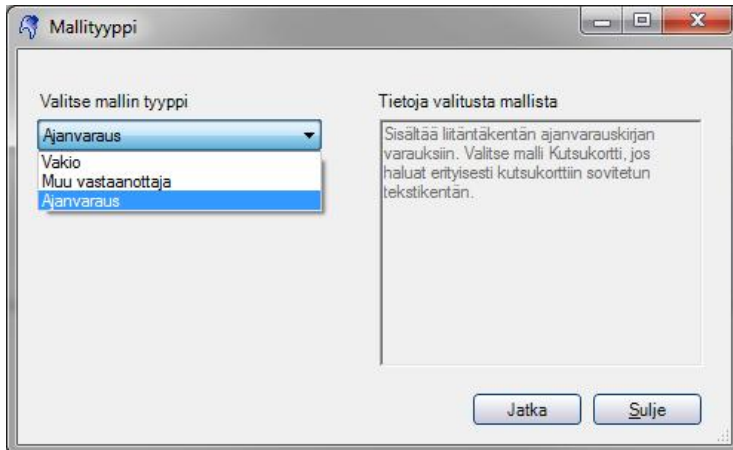 Mallityyppi
Valitse mallin tyyppi
Ajanvaraus
Vakio
Muu vastaanottaja
Ajanvaraus
Tietoja valitusta mallista
Sisältää liitäntäkentän ajanvarauskirjan
varauksiin. Valitse malli Kutsukortti, jos
haluat erityisesti kutsukorttiin sovitetun
tekstikentän.
Jatka
Sulje